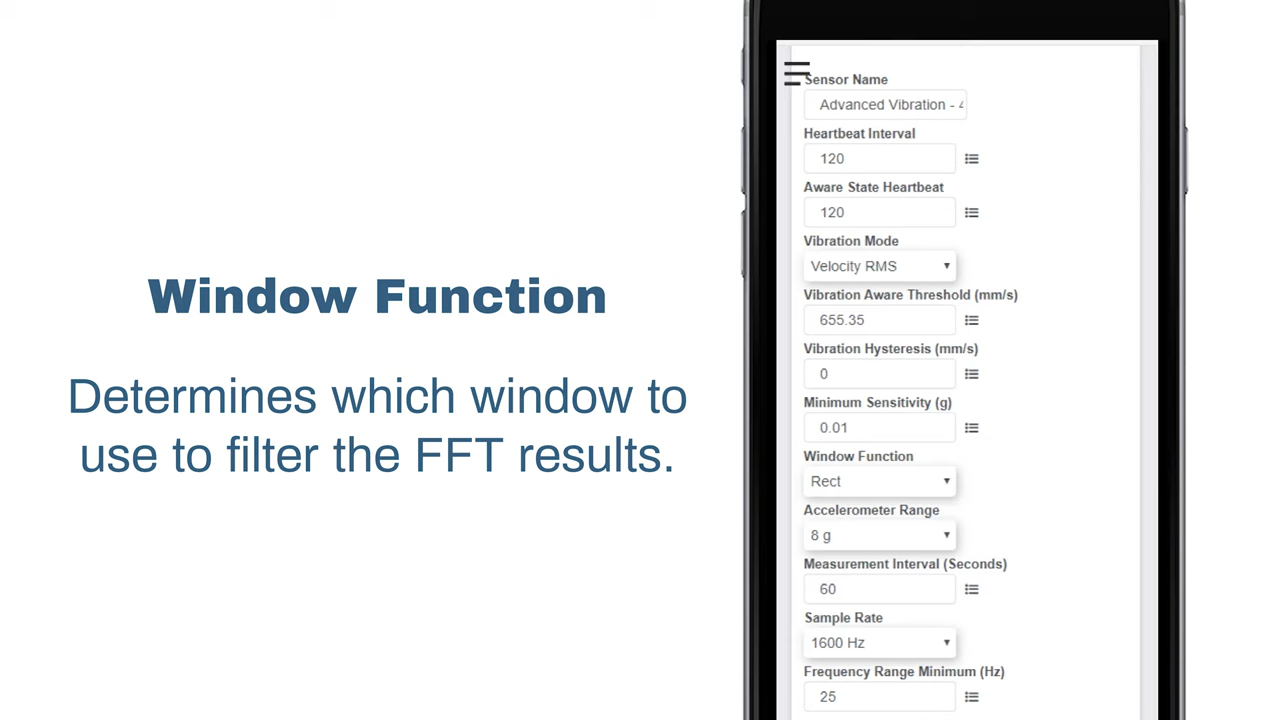 Window Function
Determines which window to
use to filter the FFT results.
Sensor Name
Advanced Vibration -
Heartbeat Interval
120
Aware State Heartbeat
120
Vibration Mode
Velocity RMS
Vibration Aware Threshold (mm/s)
655.35
Vibration Hysteresis (mm/s)
0
Minimum Sensitivity (g)
0.01
Window Function
Rect
Accelerometer Range
8 g
Measurement Interval (Seconds)
60
Sample Rate
1600 Hz
Frequency Range Minimum (Hz)
25